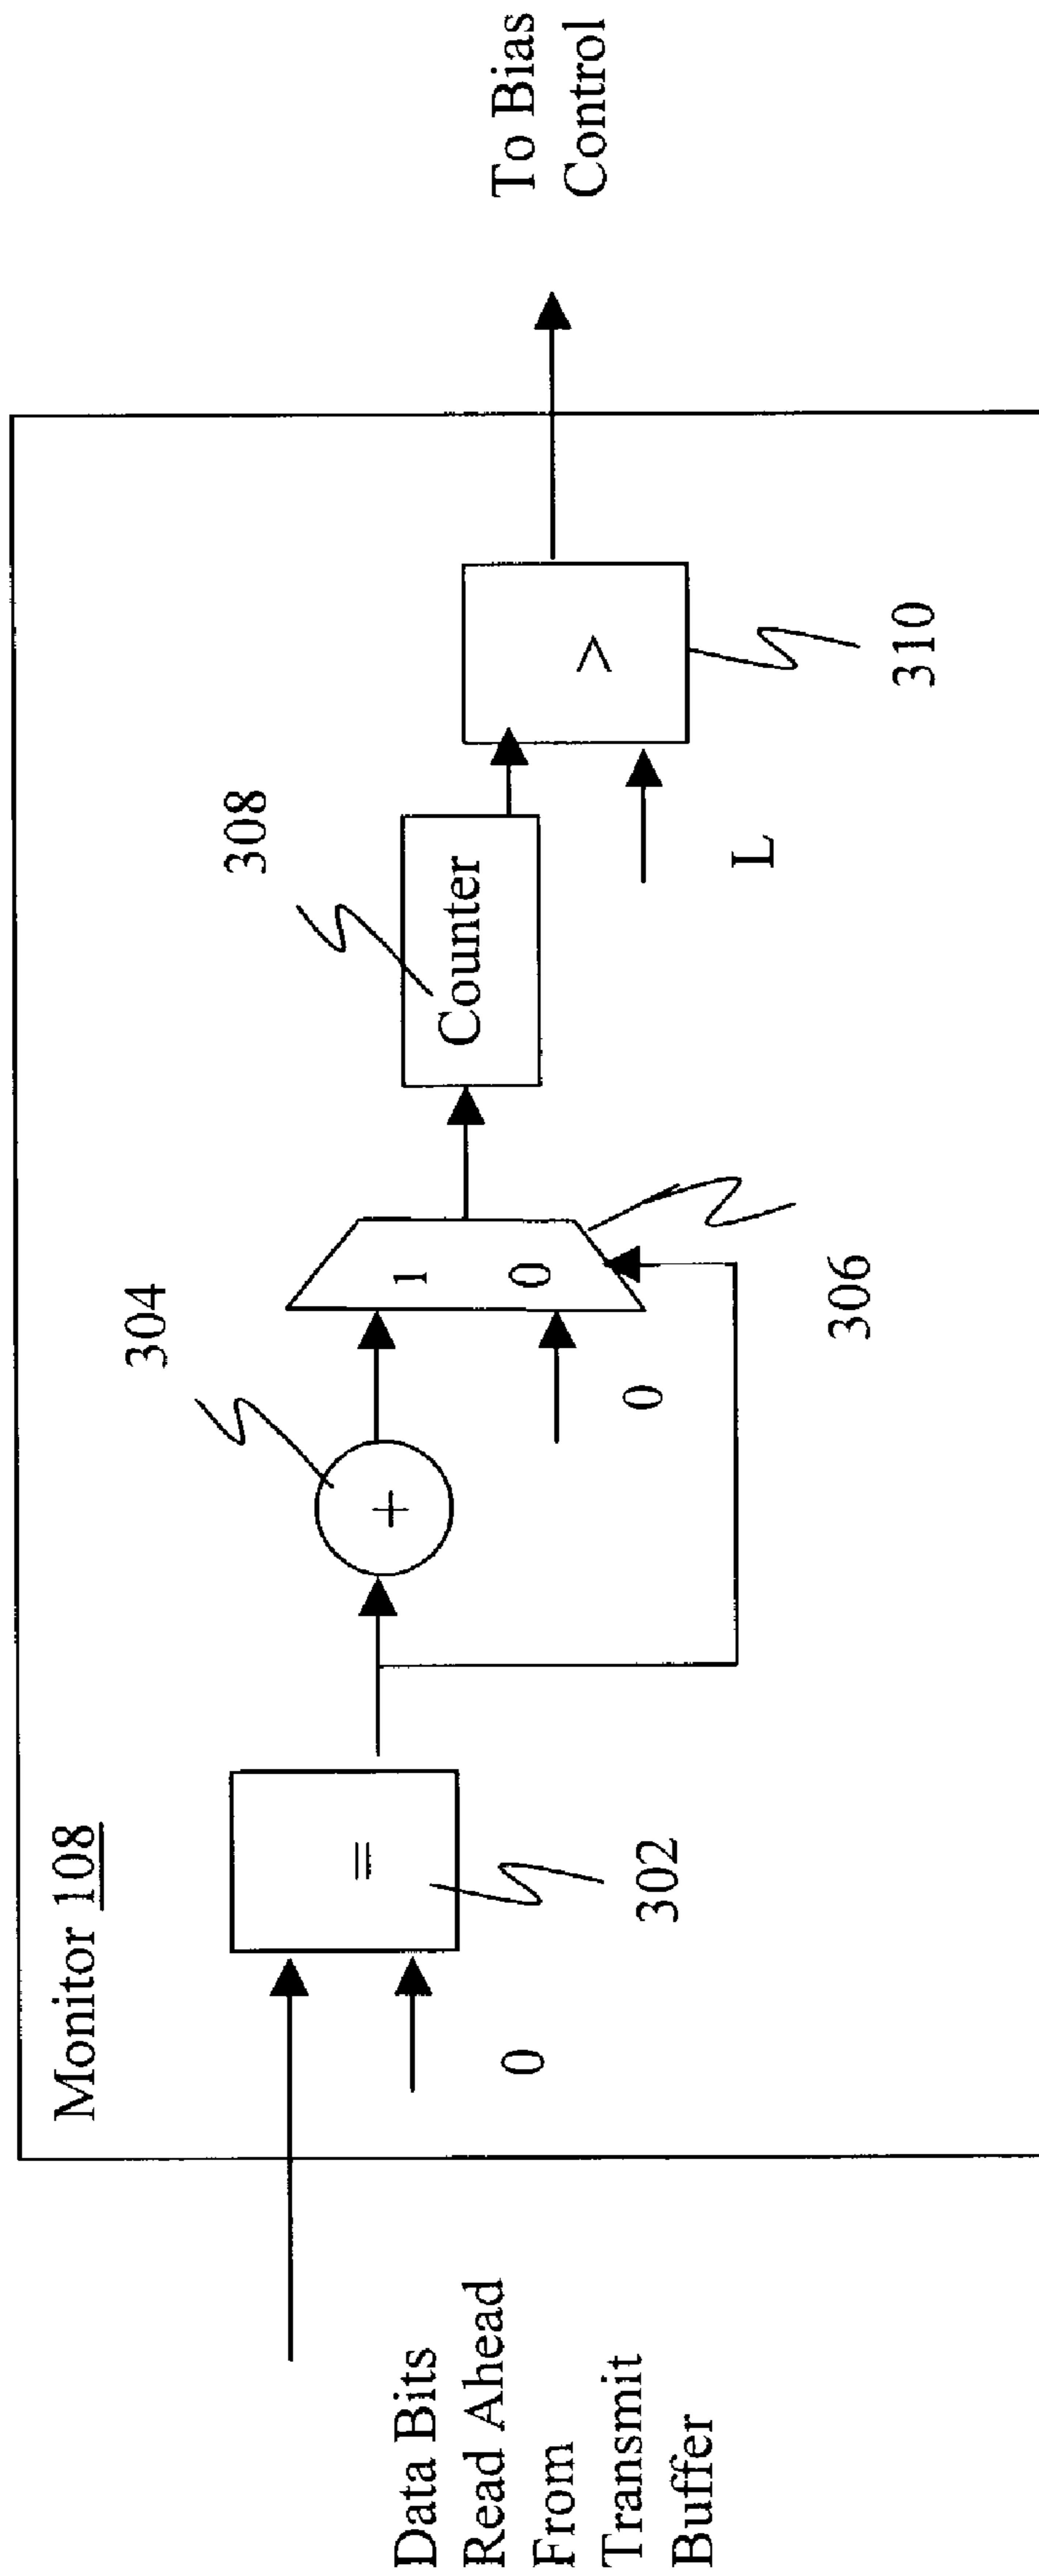 Monitor 108
Data Bits
Read Ahead
From
Transmit
Buffer
0
=
302
304
+
1
0
0
306
308
Counter
L
>
310
To Bias
Control